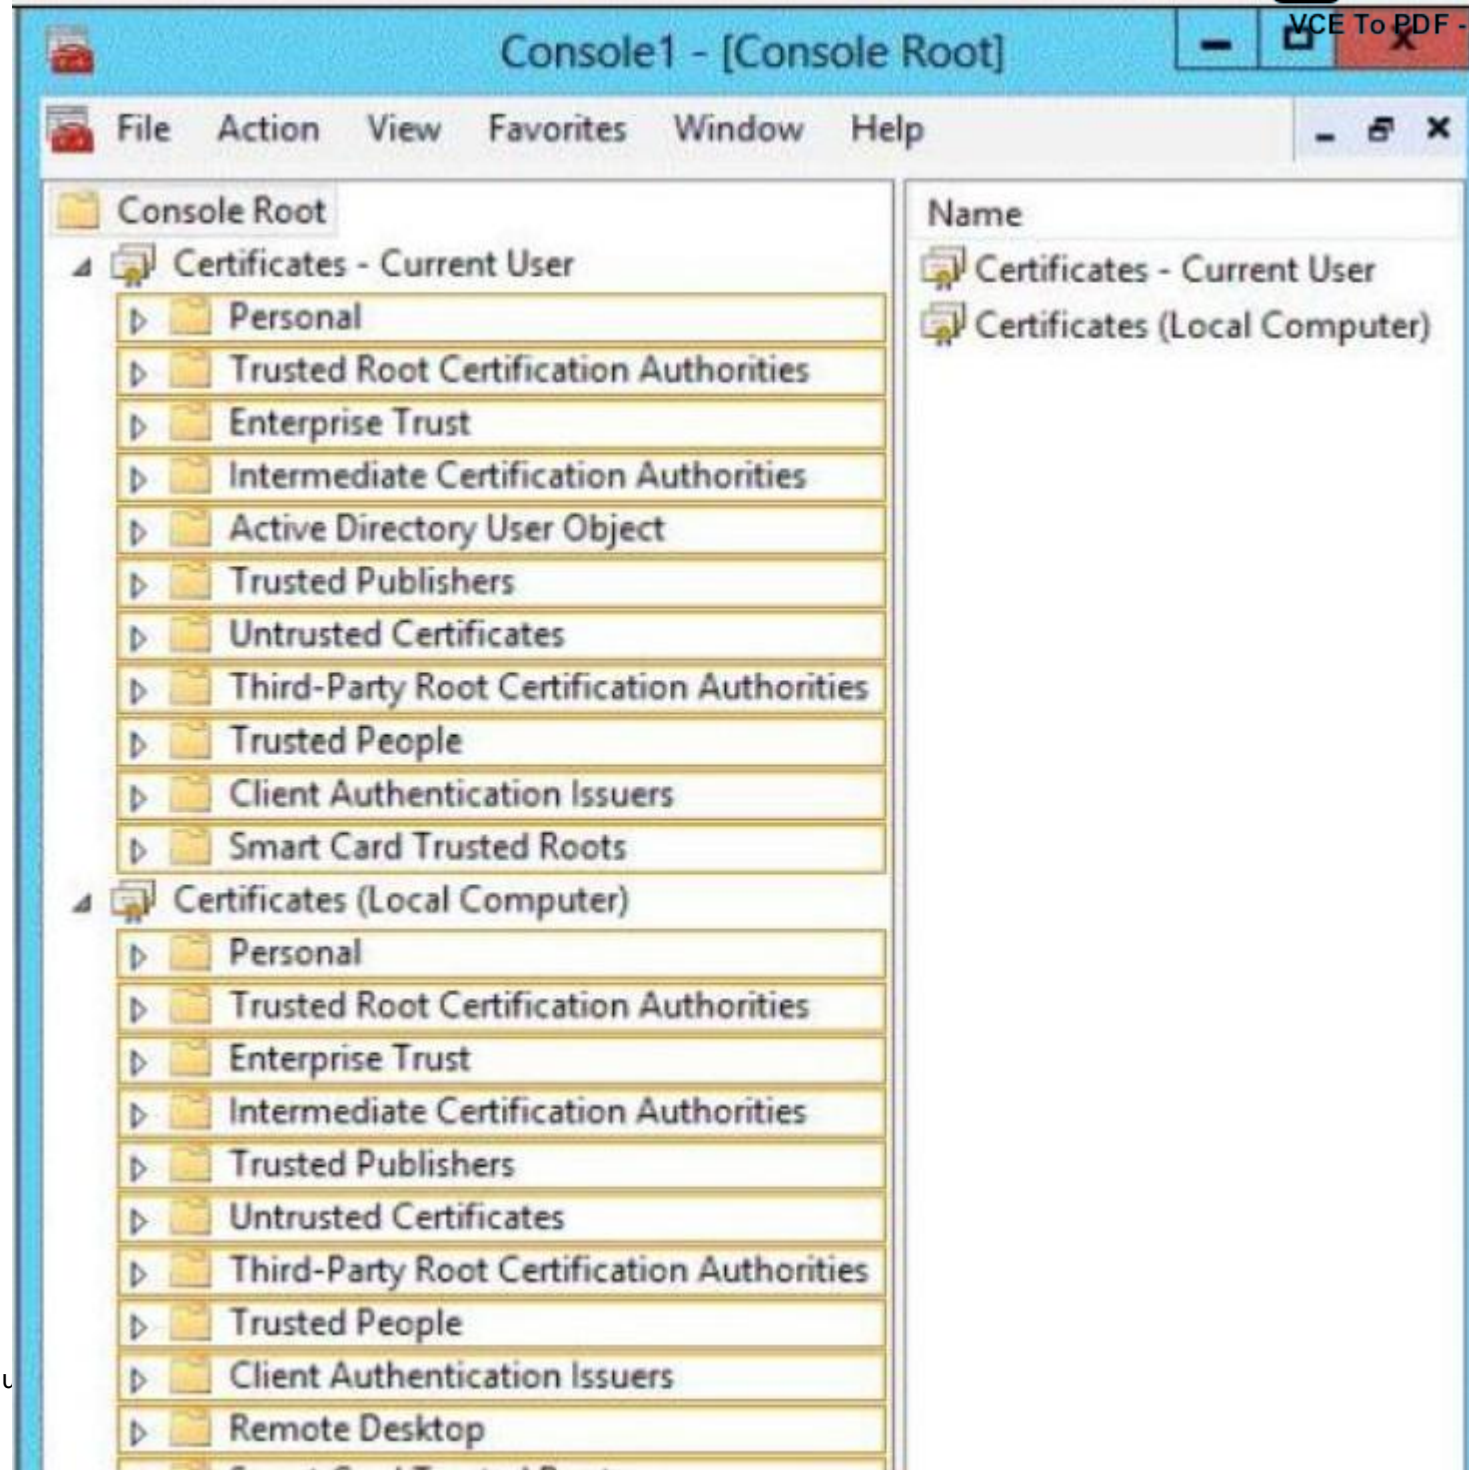 VCE To PDF -
Console1 - [Console Root]
File Action View Favorites Window Help
Console Root
Certificates - Current User
Personal
Trusted Root Certification Authorities
Enterprise Trust
Intermediate Certification Authorities
Active Directory User Object
Trusted Publishers
Untrusted Certificates
Third-Party Root Certification Authorities
Trusted People
Client Authentication Issuers
Smart Card Trusted Roots
Certificates (Local Computer)
Personal
Trusted Root Certification Authorities
Enterprise Trust
Intermediate Certification Authorities
Trusted Publishers
Untrusted Certificates
Third-Party Root Certification Authorities
Trusted People
Client Authentication Issuers
Remote Desktop
Name
Certificates - Current User
Certificates (Local Computer)